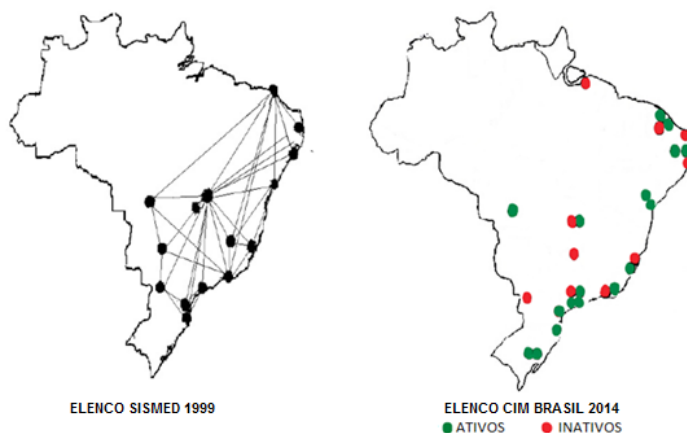 ELENCO SISMED 1999
ELENCO CIM BRASIL 2014
ATIVOS
INATIVOS